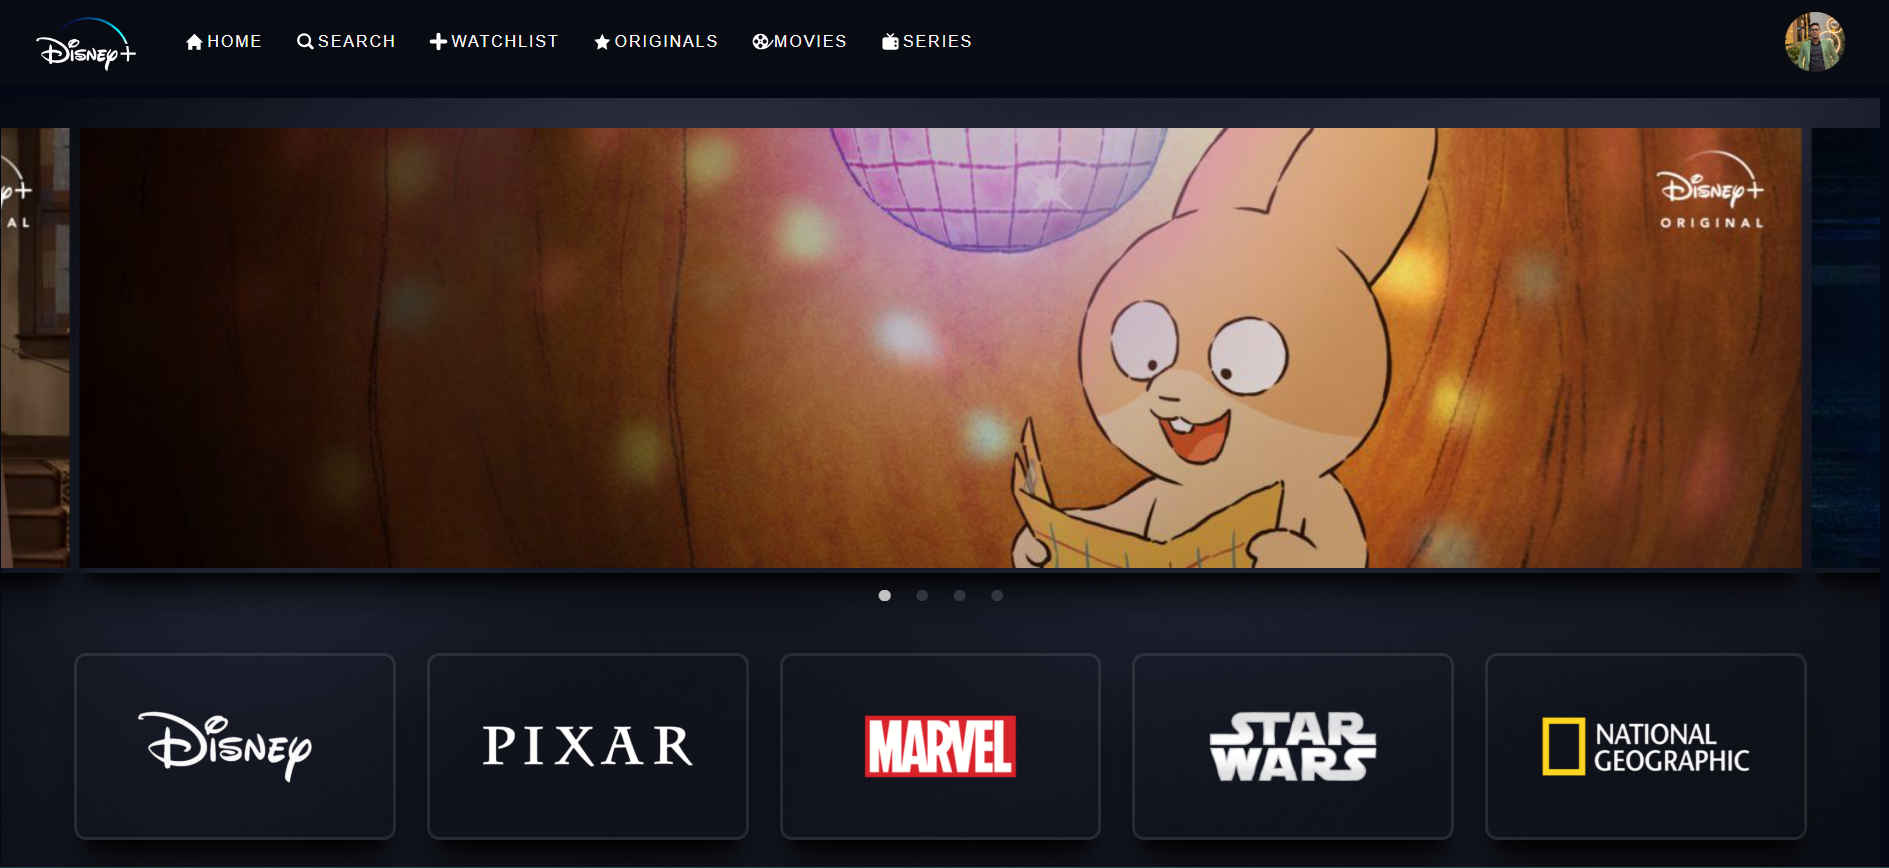 Disney+
HOME
SEARCH
WATCHLIST
ORIGINALS
MOVIES
SERIES
y+
AL
Disney+
ORIGINAL
Disney
PIXAR
MARVEL
STAR
WARS
NATIONAL
GEOGRAPHIC